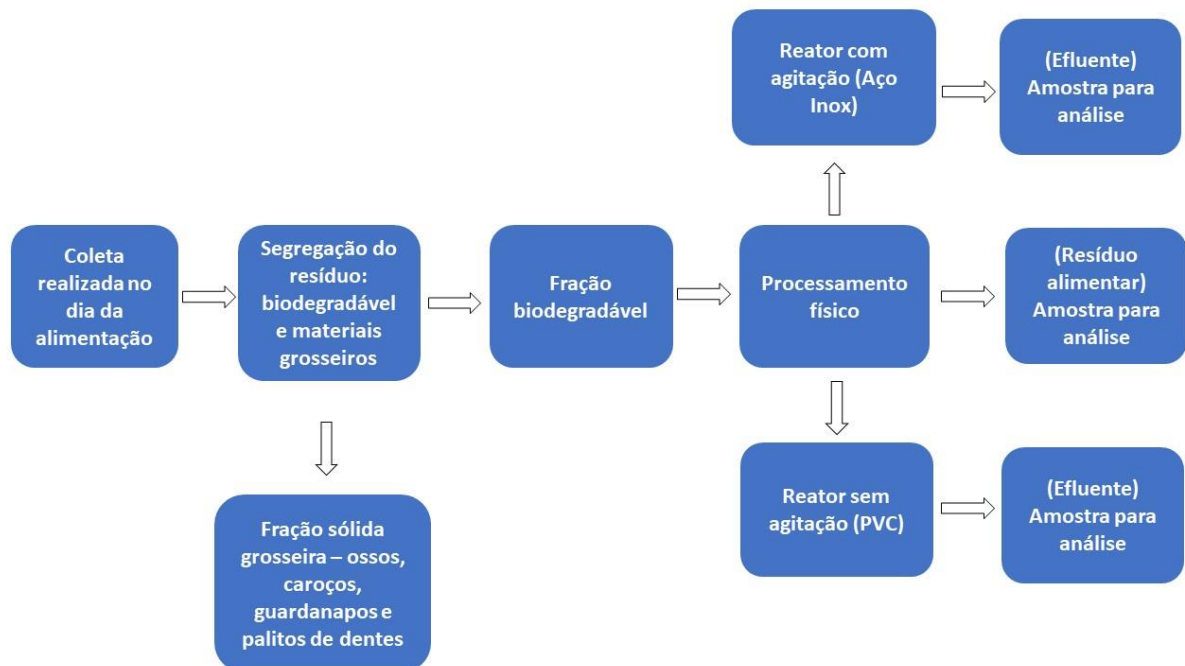 Coleta
realizada no
dia da
alimentação
Segregação do
resíduo:
biodegradável
e materiais
grosseiros
Fração sólida
grosseira – ossos,
caroços,
guardanapos e
palitos de dentes
Fração
biodegradável
Processamento
físico
Reator com
agitação (Aço
Inox)
(Efluente)
Amostra para
análise
(Resíduo
alimentar)
Amostra para
análise
Reator sem
agitação (PVC)
(Efluente)
Amostra para
análise